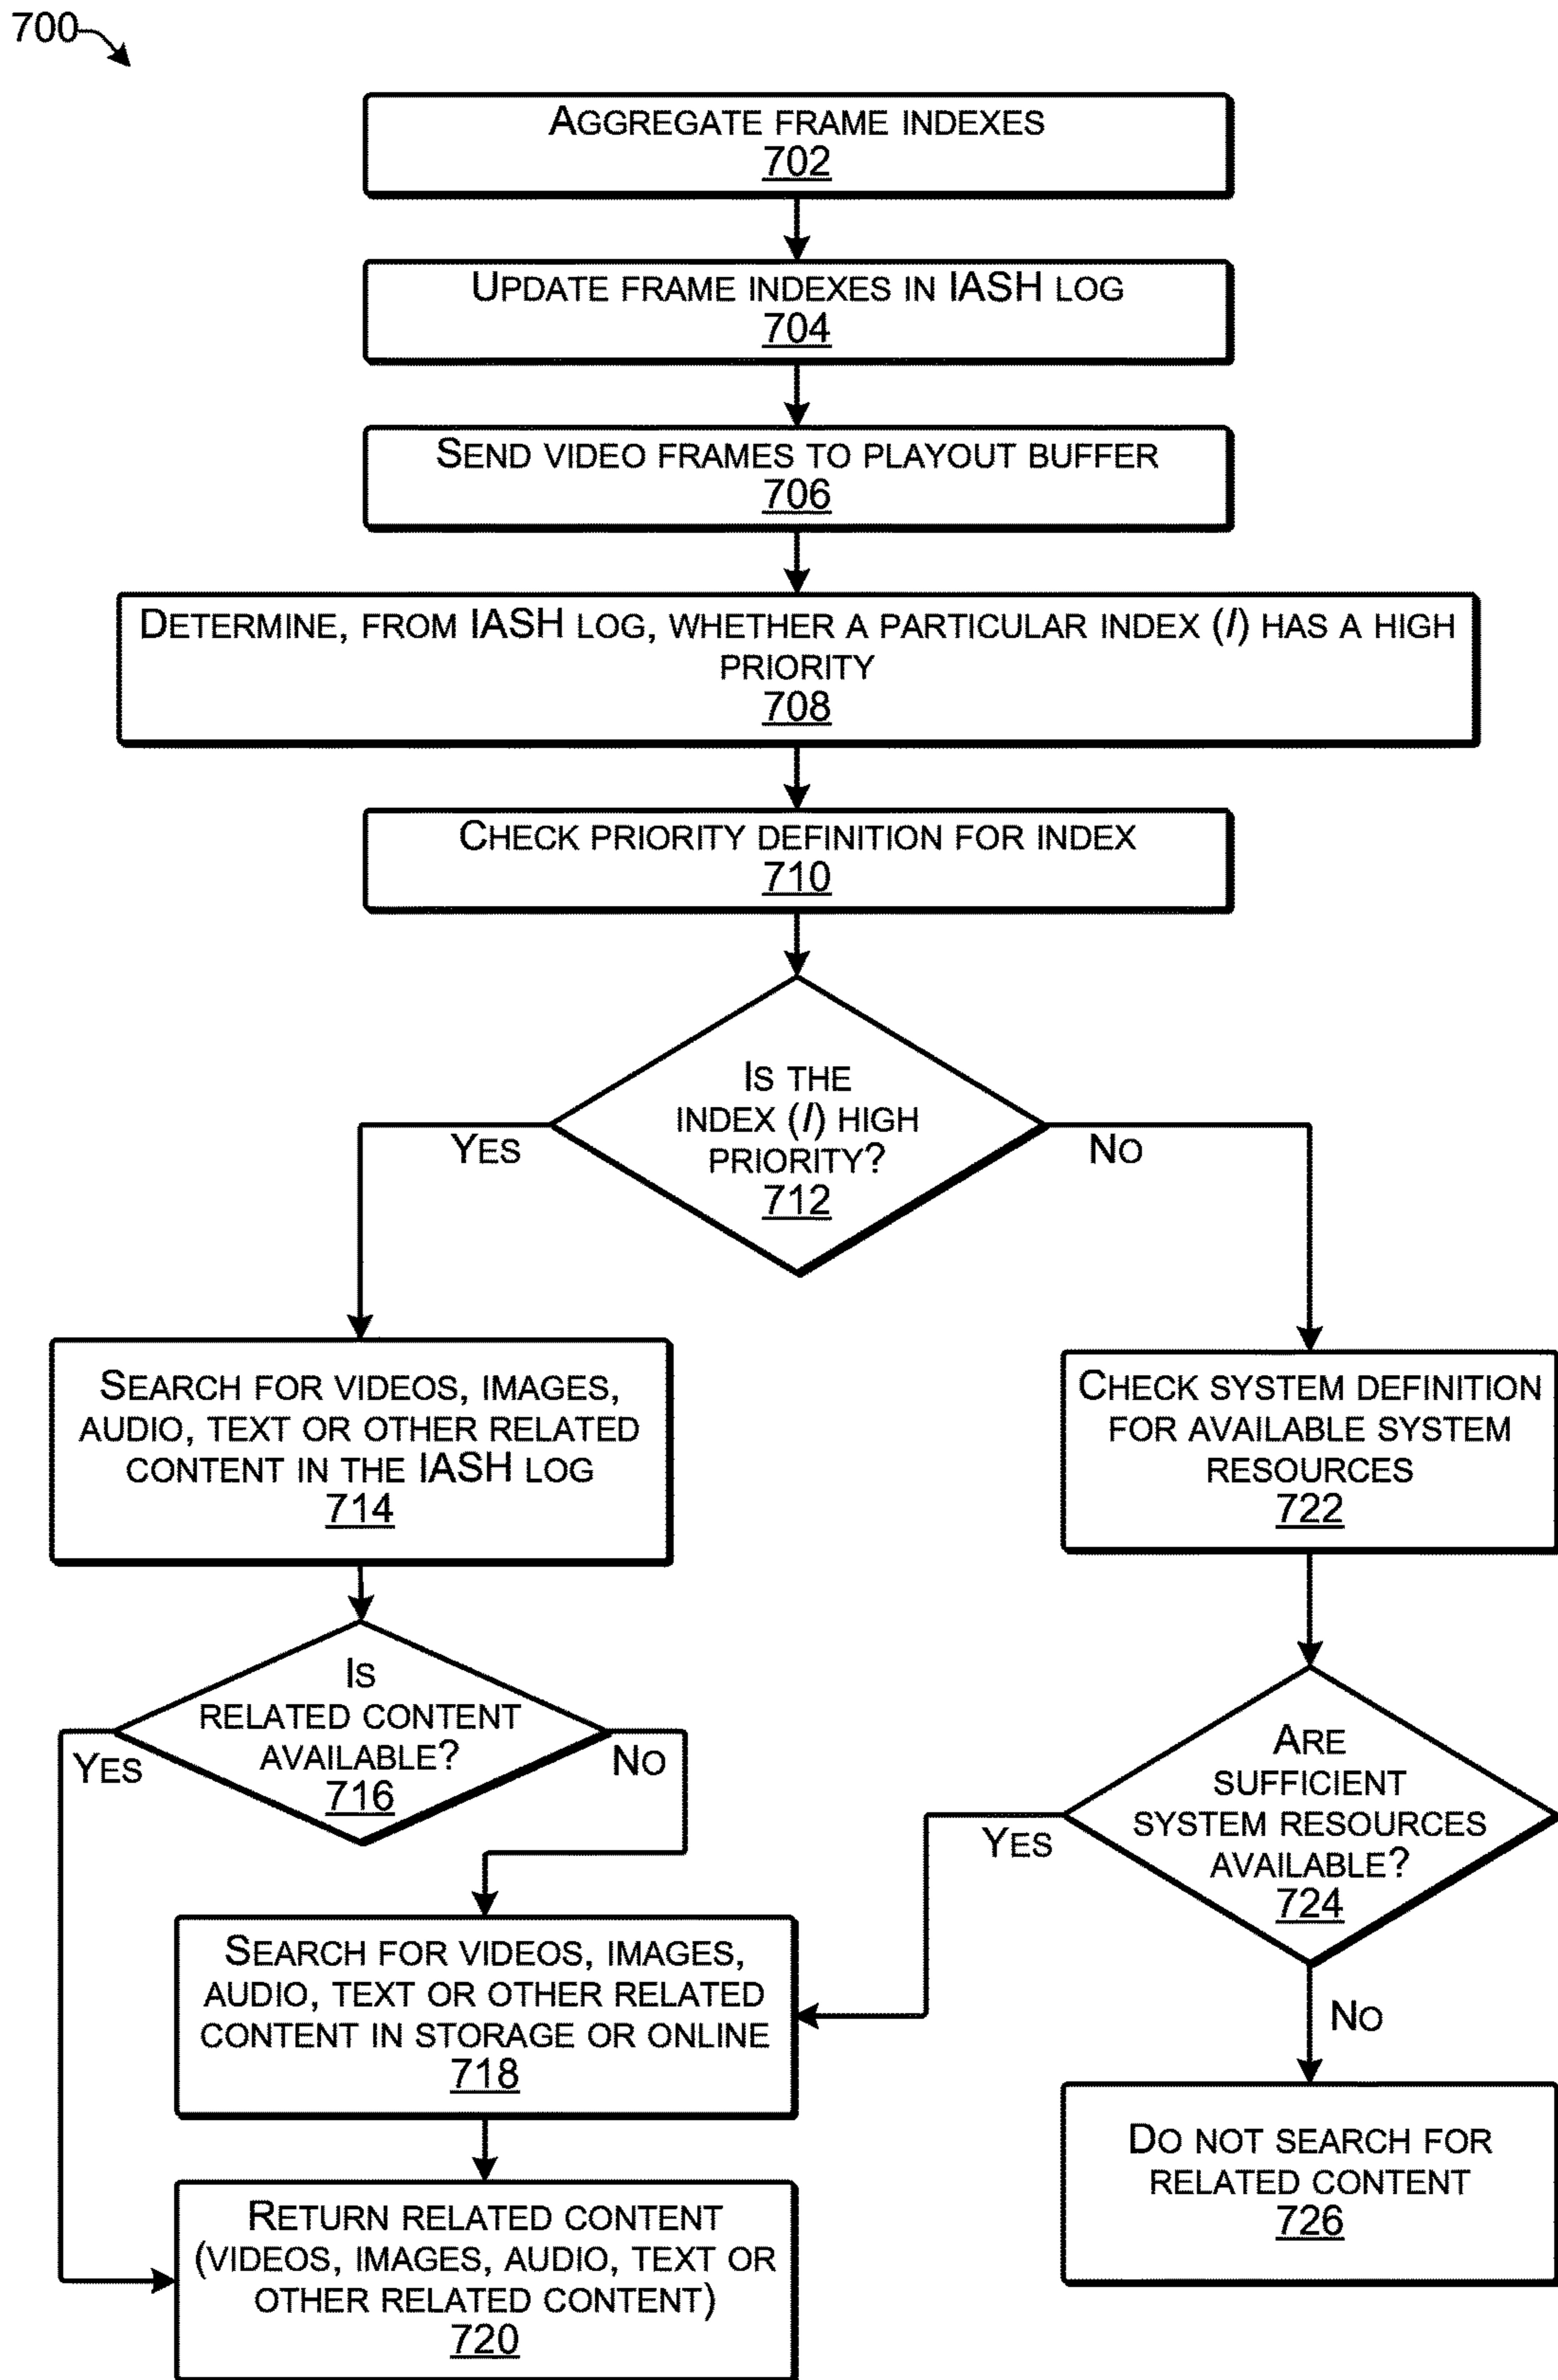 700
AGGREGATE FRAME INDEXES
702
UPDATE FRAME INDEXES IN IASH LOG
704
SEND VIDEO FRAMES TO PLAYOUT BUFFER
706
DETERMINE, FROM IASH LOG, WHETHER A PARTICULAR INDEX (I) HAS A HIGH
PRIORITY
708
CHECK PRIORITY DEFINITION FOR INDEX
710
IS THE
INDEX (I) HIGH
PRIORITY?
712
YES
NO
SEARCH FOR VIDEOS, IMAGES,
AUDIO, TEXT OR OTHER RELATED
CONTENT IN THE IASH LOG
714
CHECK SYSTEM DEFINITION
FOR AVAILABLE SYSTEM
RESOURCES
722
IS
RELATED CONTENT
AVAILABLE?
716
YES
NO
ARE
SUFFICIENT
SYSTEM RESOURCES
AVAILABLE?
724
YES
NO
SEARCH FOR VIDEOS, IMAGES,
AUDIO, TEXT OR OTHER RELATED
CONTENT IN STORAGE OR ONLINE
718
DO NOT SEARCH FOR
RELATED CONTENT
726
RETURN RELATED CONTENT
(VIDEOS, IMAGES, AUDIO, TEXT OR
OTHER RELATED CONTENT)
720